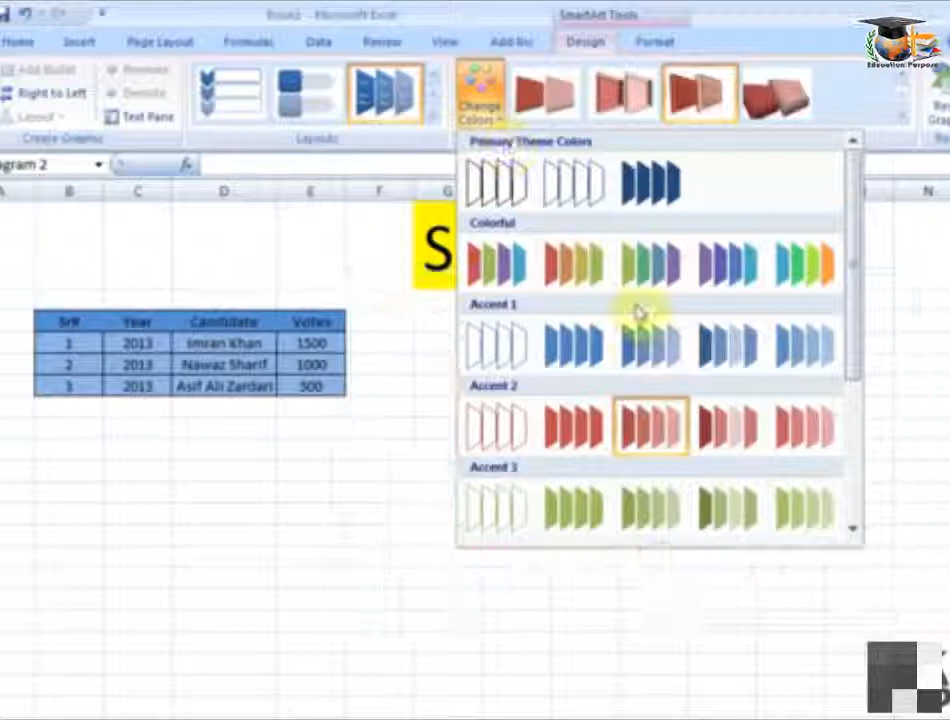 Book1 - Microsoft Excel
SmartArt Tools
Home Insert Page Layout Formulas Data Review View Add-Ins Design Format
Education Purpose
Add Bullet
Right to Left
Layout
Promote
Demote
Text Pane
Create Graphic
Layouts
Change
Colors
agram 2
fx
A B C D E F G N
S
Sr# Year Candidate Votes
1 2013 Imran Khan 1500
2 2013 Nawaz Sharif 1000
3 2013 Asif Ali Zardari 500
Primary Theme Colors
Colorful
Accent 1
Accent 2
Accent 3